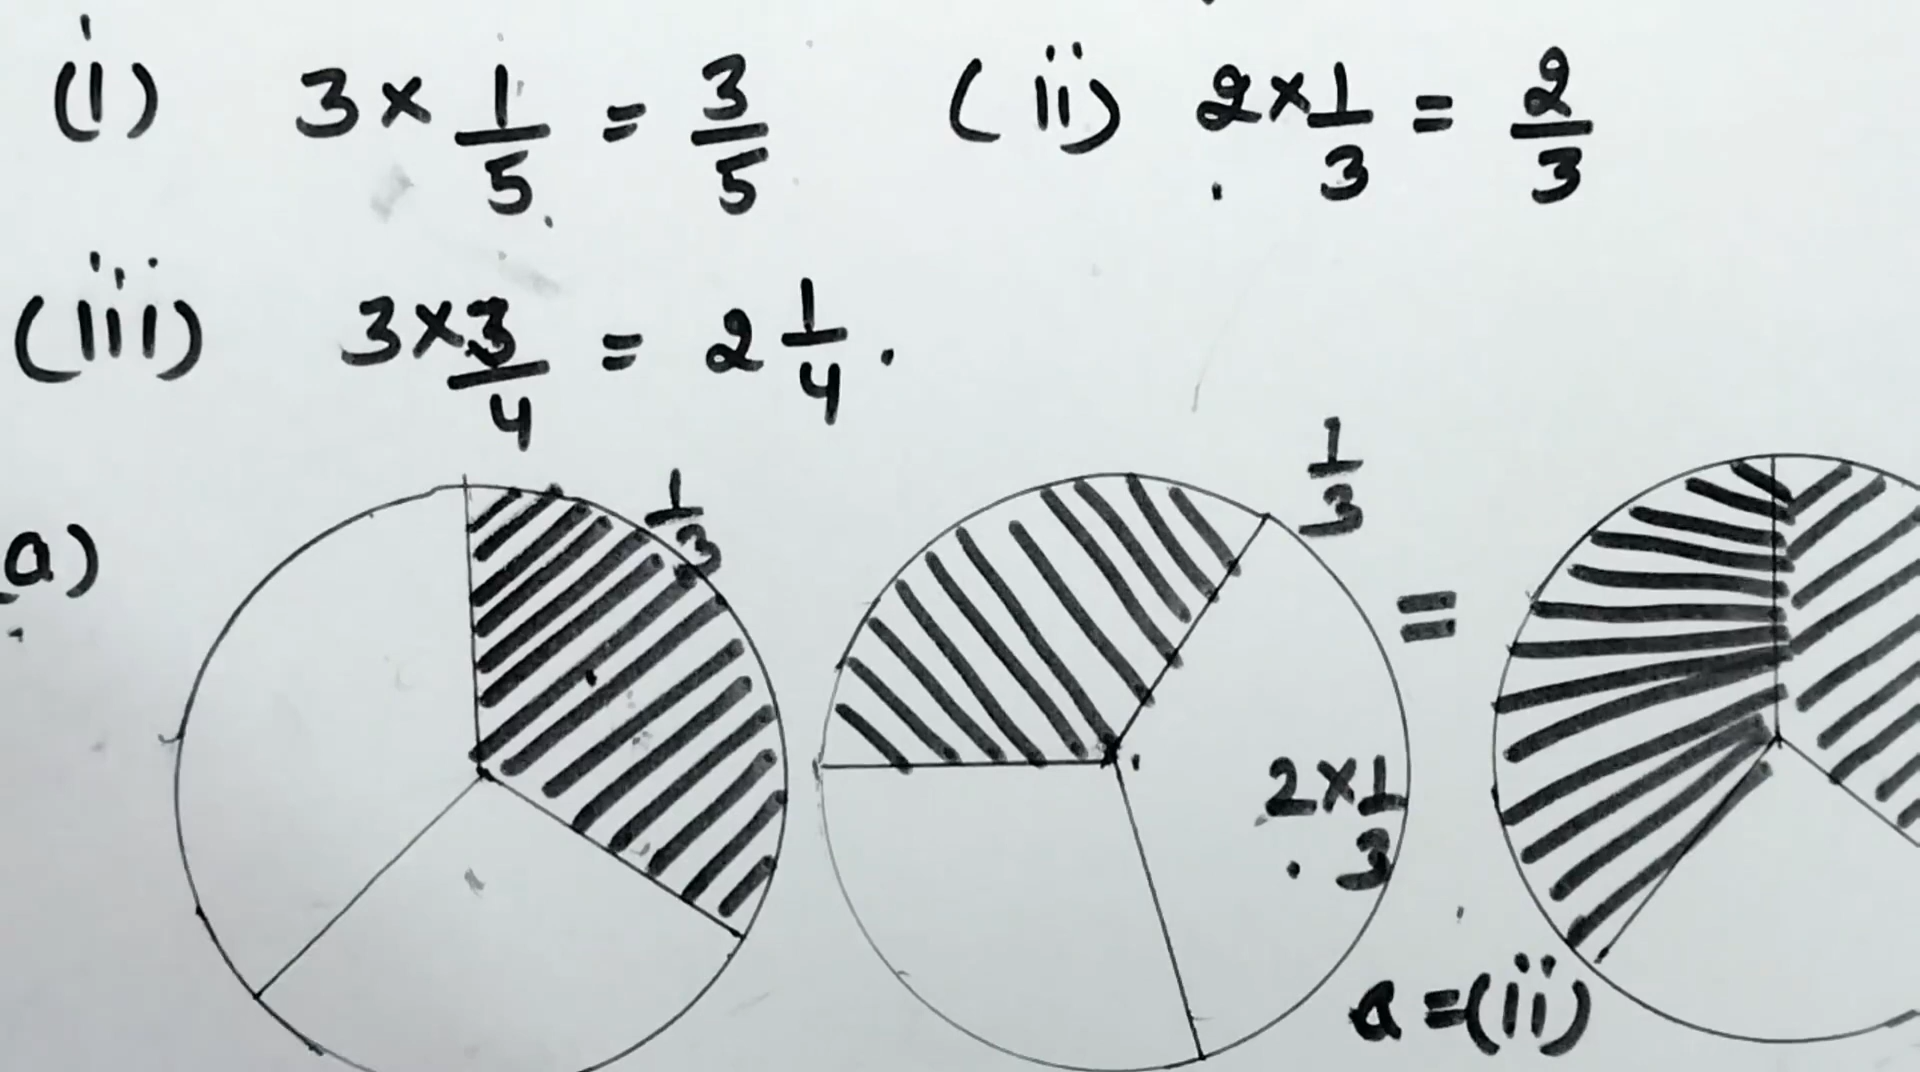 (i) 3 × 1/5 = 3/5 (ii) 2 × 1/3 = 2/3
(iii) 3 × 3/4 = 2 1/4 .
a) 1/3 1/3 =
2 × 1/3
a = (ii)